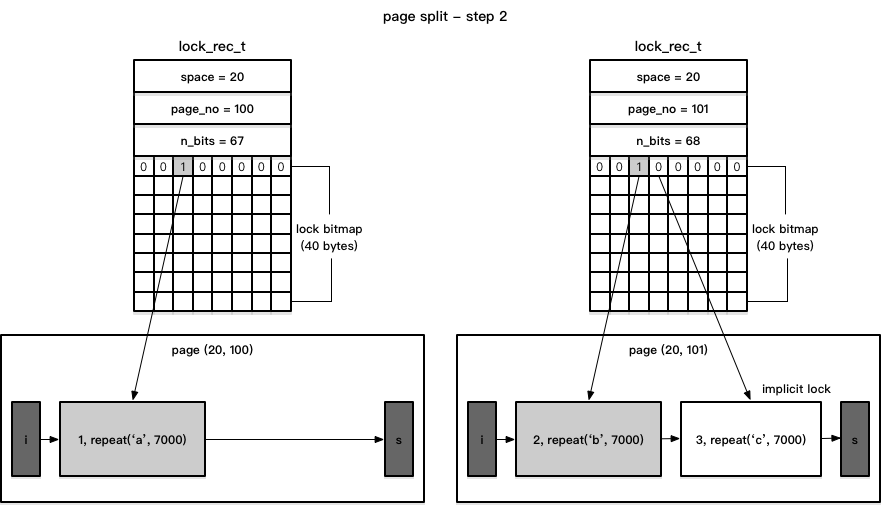 page split – step 2
lock_rec_t
space = 20
page_no = 100
n_bits = 67
0 0 1 0 0 0 0 0
lock bitmap
(40 bytes)
page (20, 100)
i
1, repeat(‘a’, 7000)
s
lock_rec_t
space = 20
page_no = 101
n_bits = 68
0 0 1 0 0 0 0 0
lock bitmap
(40 bytes)
page (20, 101)
implicit lock
i
2, repeat(‘b’, 7000)
3, repeat(‘c’, 7000)
s